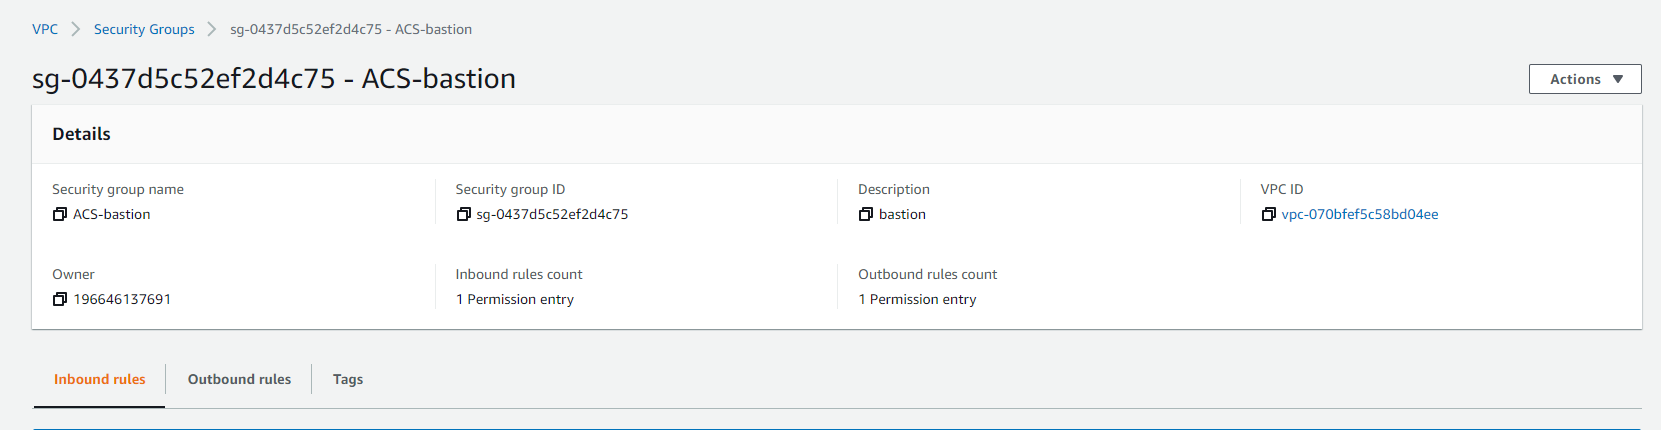 VPC > Security Groups > sg-0437d5c52ef2d4c75 - ACS-bastion
sg-0437d5c52ef2d4c75 - ACS-bastion
Actions
Details
Security group name
ACS-bastion
Security group ID
sg-0437d5c52ef2d4c75
Description
bastion
VPC ID
vpc-070bfef5c58bd04ee
Owner
196646137691
Inbound rules count
1 Permission entry
Outbound rules count
1 Permission entry
Inbound rules
Outbound rules
Tags